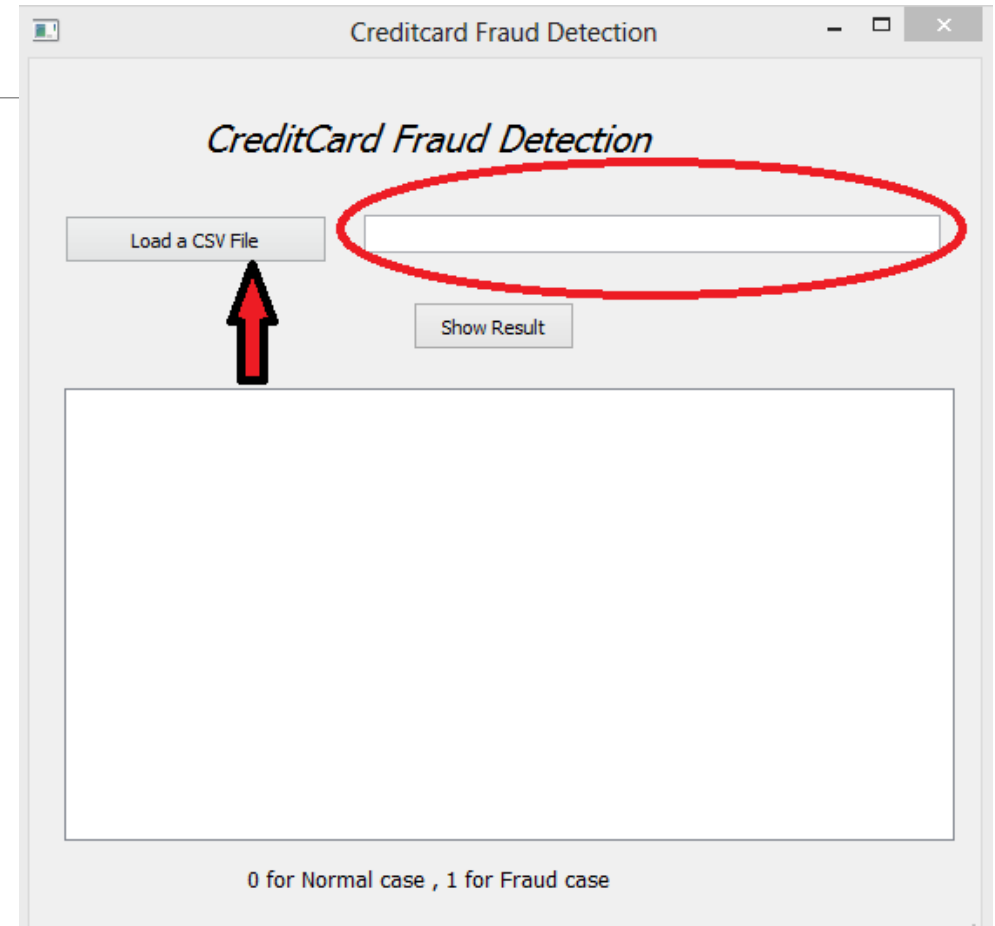 Creditcard Fraud Detection
CreditCard Fraud Detection
Load a CSV File
Show Result
0 for Normal case , 1 for Fraud case